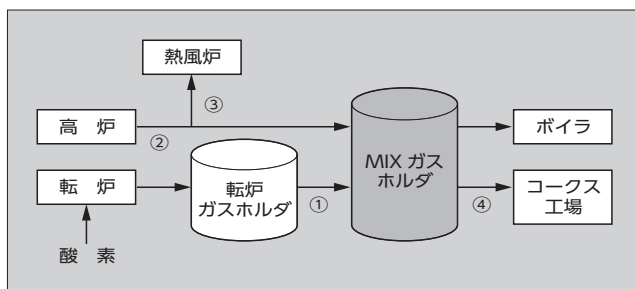 熱風炉
③
高 炉
②
ボイラ
MIX ガス
ホルダ
転 炉
転炉
ガスホルダ
①
④
コークス
工場
酸 素